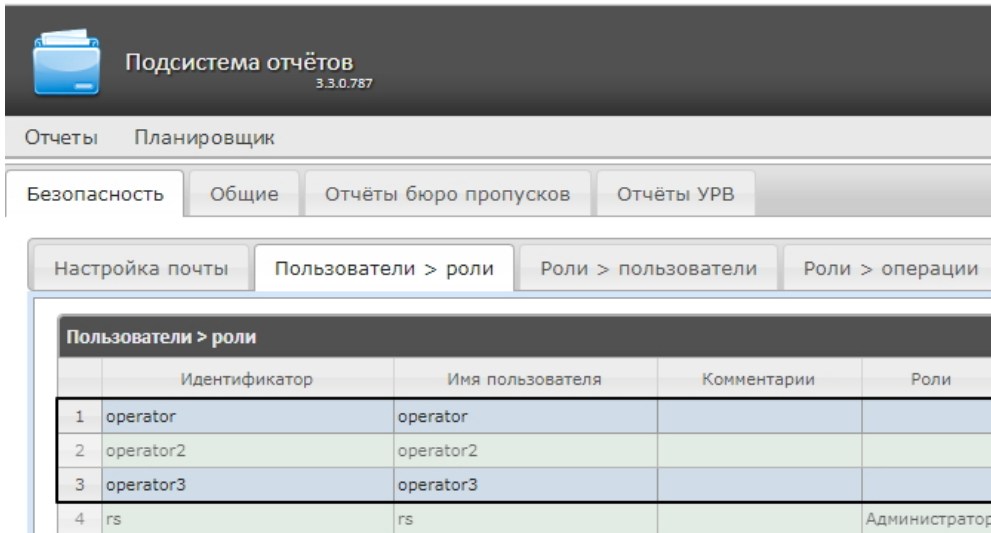 Подсистема отчётов
3.3.0.787
Отчеты Планировщик
Безопасность Общие Отчёты бюро пропусков Отчёты УРВ
Настройка почты Пользователи > роли Роли > пользователи Роли > операции
Пользователи > роли
Идентификатор Имя пользователя Комментарии Роли
1 operator operator
2 operator2 operator2
3 operator3 operator3
4 rs rs Администратор